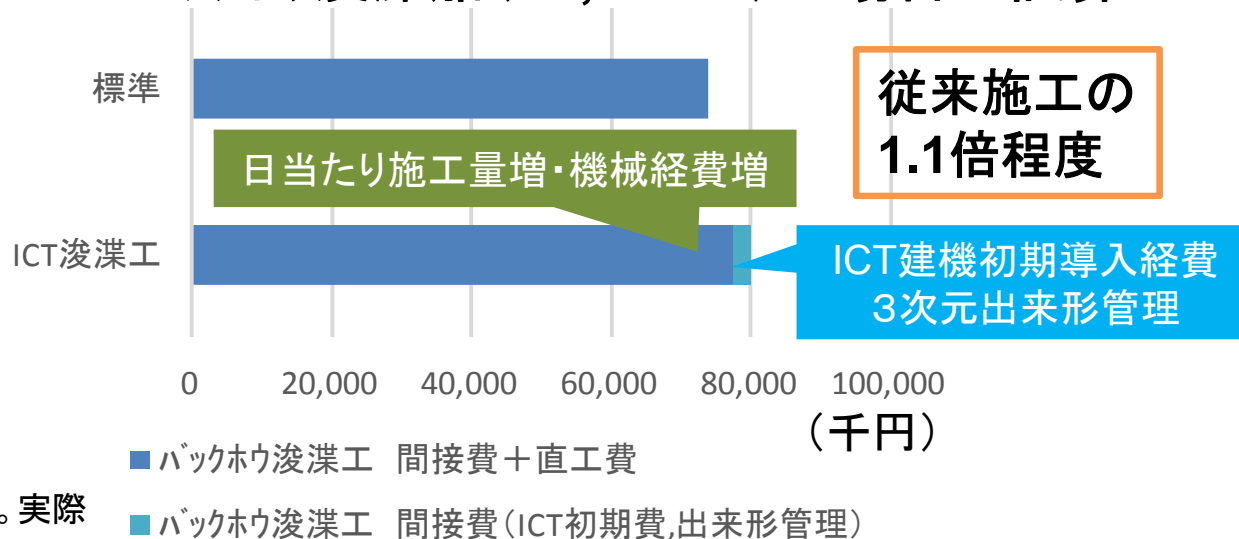 標準
従来施工の
1.1倍程度
日当たり施工量増・機械経費増
ICT浚渫工
ICT建機初期導入経費
3次元出来形管理
0 20,000 40,000 60,000 80,000 100,000
（千円）
ﾊﾞｯｸﾎｳ浚渫工 間接費＋直工費
。実際
ﾊﾞｯｸﾎｳ浚渫工 間接費（ICT初期費,出来形管理）